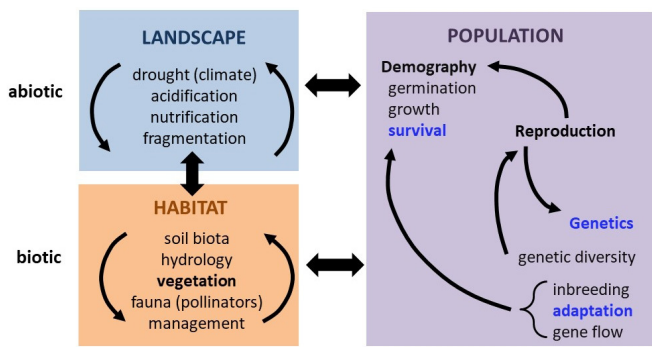 LANDSCAPE
abiotic
drought (climate)
acidification
nutrification
fragmentation
HABITAT
biotic
soil biota
hydrology
vegetation
fauna (pollinators)
management
POPULATION
Demography
germination
growth
survival
Reproduction
Genetics
genetic diversity
inbreeding
adaptation
gene flow